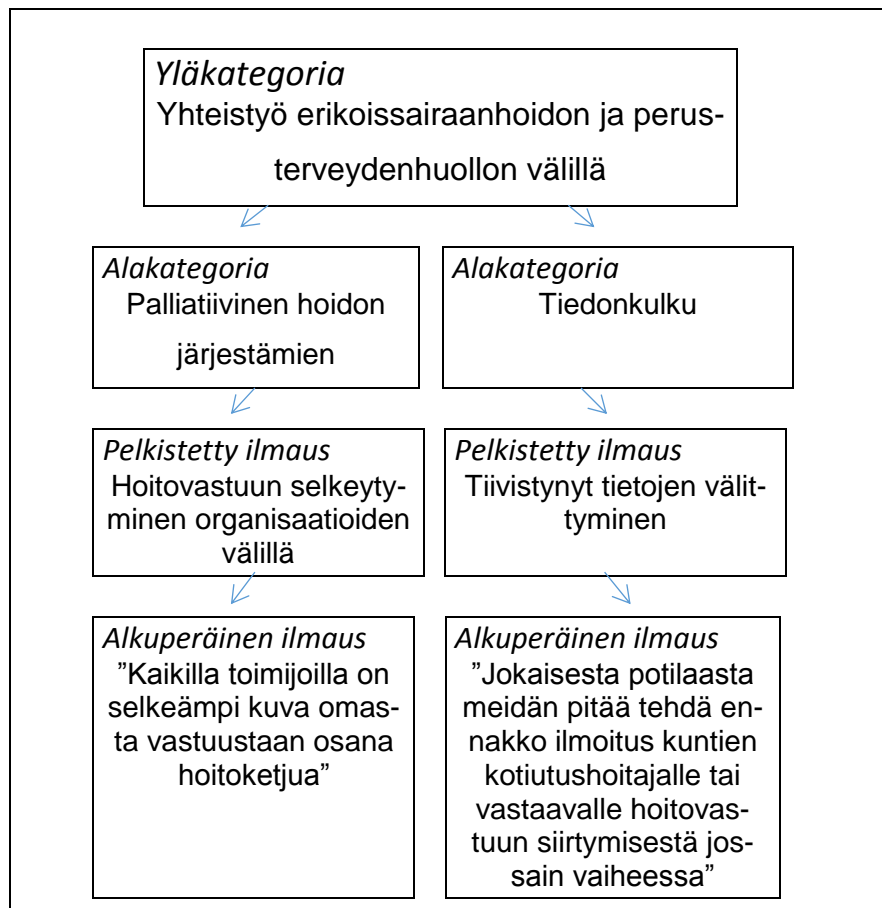 Yläkategoria
Yhteistyö erikoissairaanhoidon ja perus-
terveydenhuollon välillä
Alakategoria
Palliatiivinen hoidon
järjestämien
Alakategoria
Tiedonkulku
Pelkistetty ilmaus
Hoitovastuun selkeyty-
minen organisaatioiden
välillä
Pelkistetty ilmaus
Tiivistynyt tietojen välit-
tyminen
Alkuperäinen ilmaus
”Kaikilla toimijoilla on
selkeämpi kuva omas-
ta vastuustaan osana
hoitoketjua”
Alkuperäinen ilmaus
”Jokaisesta potilaasta
meidän pitää tehdä en-
nakko ilmoitus kuntien
kotiutushoitajalle tai
vastaavalle hoitovas-
tuun siirtymisestä jos-
sain vaiheessa”